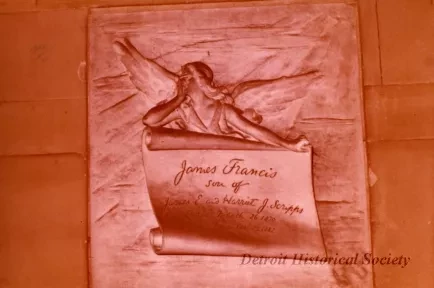 James Francis
son of
James E. and Harriet J. Scripps
Detroit Historical Society